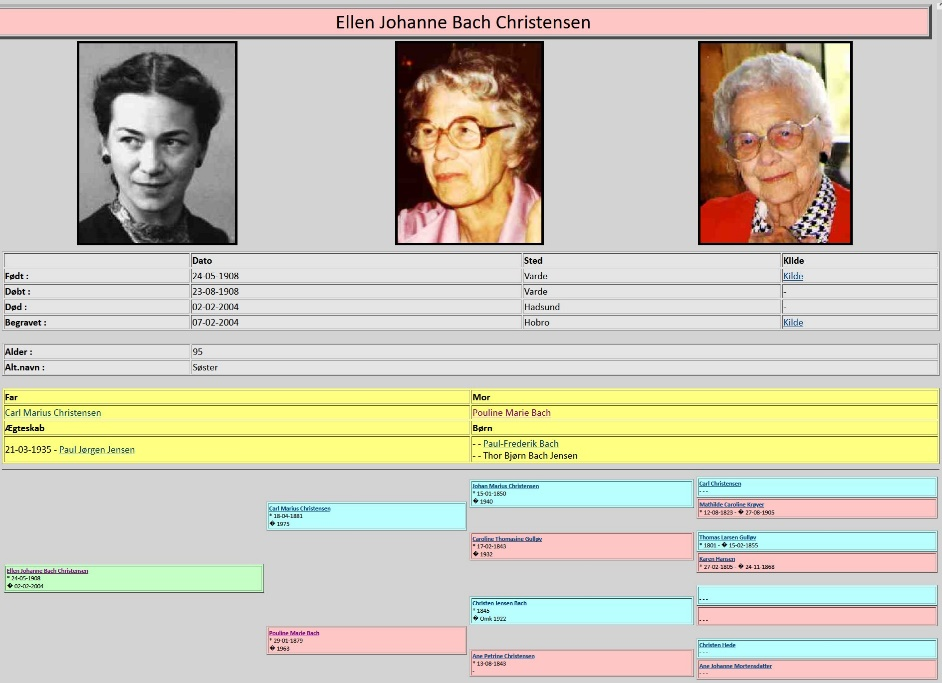 Ellen Johanne Bach Christensen
Dato Sted Kilde
Født : 24-05-1908 Varde Kilde
Døbt : 23-08-1908 Varde -
Død : 02-02-2004 Hadsund -
Begravet : 07-02-2004 Hobro Kilde
Alder : 95
Alt.navn : Søster
Far Mor
Carl Marius Christensen Pouline Marie Bach
Ægteskab Børn
21-03-1935 - Paul Jørgen Jensen
- - Paul-Frederik Bach
- - Thor Bjørn Bach Jensen
Ellen Johanne Bach Christensen
* 24-05-1908
� 02-02-2004
Carl Marius Christensen
* 18-04-1881
� 1975
Pouline Marie Bach
* 29-01-1879
� 1963
Johan Marius Christensen
* 15-01-1850
� 1940
Caroline Thomasine Gulløv
* 17-02-1843
� 1932
Christen Jensen Bach
* 1845
� Omk 1922
Ane Petrine Christensen
* 13-08-1843
-
Carl Christensen
- - -
Mathilde Caroline Krøyer
* 12-08-1823 - � 27-08-1905
Thomas Larsen Gulløv
* 1801 - � 15-02-1855
Karen Hansen
* 27-02-1805 - � 24-11-1868
- - -
- - -
Christen Hede
- - -
Ane Johanne Mortensdatter
- - -